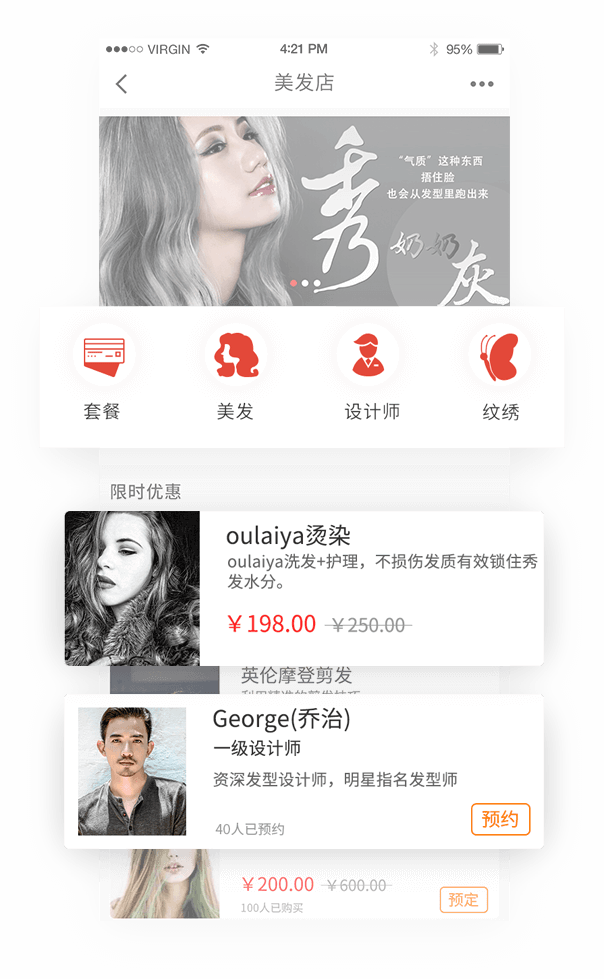 VIRGIN
4:21 PM
95%
美发店
“气质”这种东西
捂住脸
也会从发型里跑出来
秀
奶奶
灰
套餐
美发
设计师
纹绣
限时优惠
oulaiya烫染
oulaiya洗发+护理，不损伤发质有效锁住秀
发水分。
￥198.00 ￥250.00
英伦摩登剪发
George(乔治)
一级设计师
资深发型设计师，明星指名发型师
40人已预约
预约
￥200.00 ￥600.00
100人已购买
预定